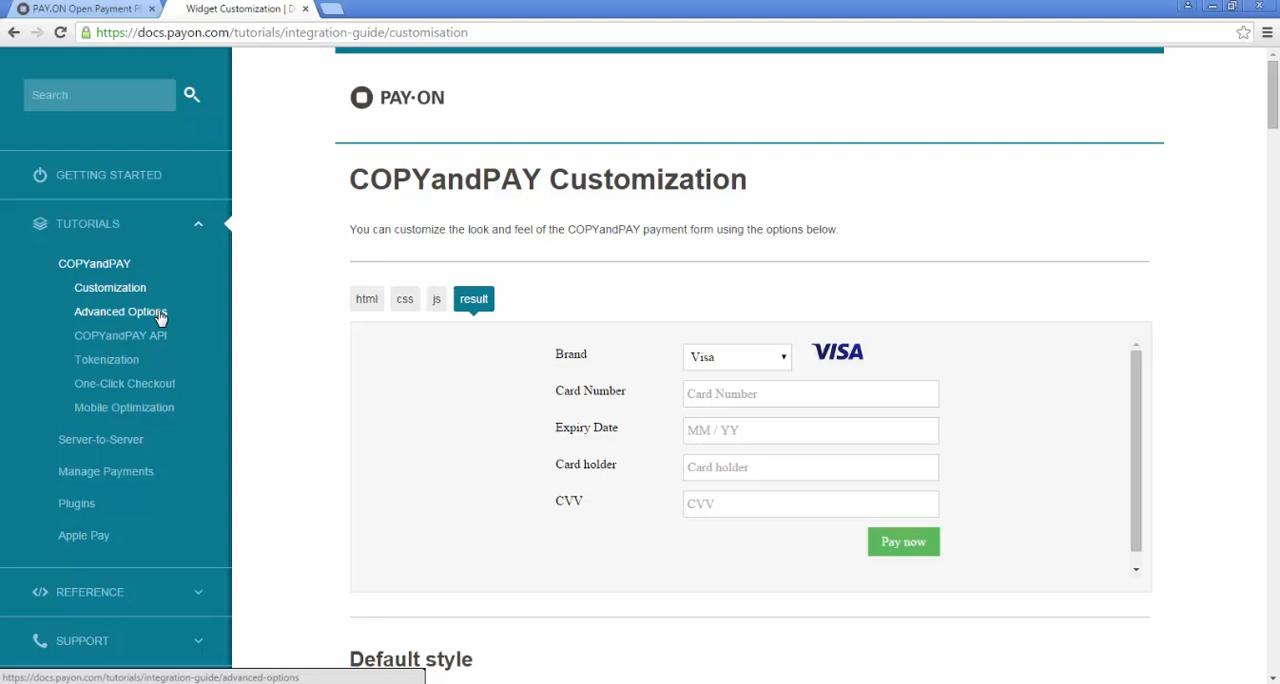 PAY.ON Open Payment P
Widget Customization | D
https://docs.payon.com/tutorials/integration-guide/customisation
Search
GETTING STARTED
TUTORIALS
COPYandPAY
Customization
Advanced Options
COPYandPAY API
Tokenization
One-Click Checkout
Mobile Optimization
Server-to-Server
Manage Payments
Plugins
Apple Pay
REFERENCE
SUPPORT
PAY·ON
COPYandPAY Customization
You can customize the look and feel of the COPYandPAY payment form using the options below.
html css js result
Brand Visa VISA
Card Number Card Number
Expiry Date MM / YY
Card holder Card holder
CVV CVV
Pay now
Default style
https://docs.payon.com/tutorials/integration-guide/advanced-options